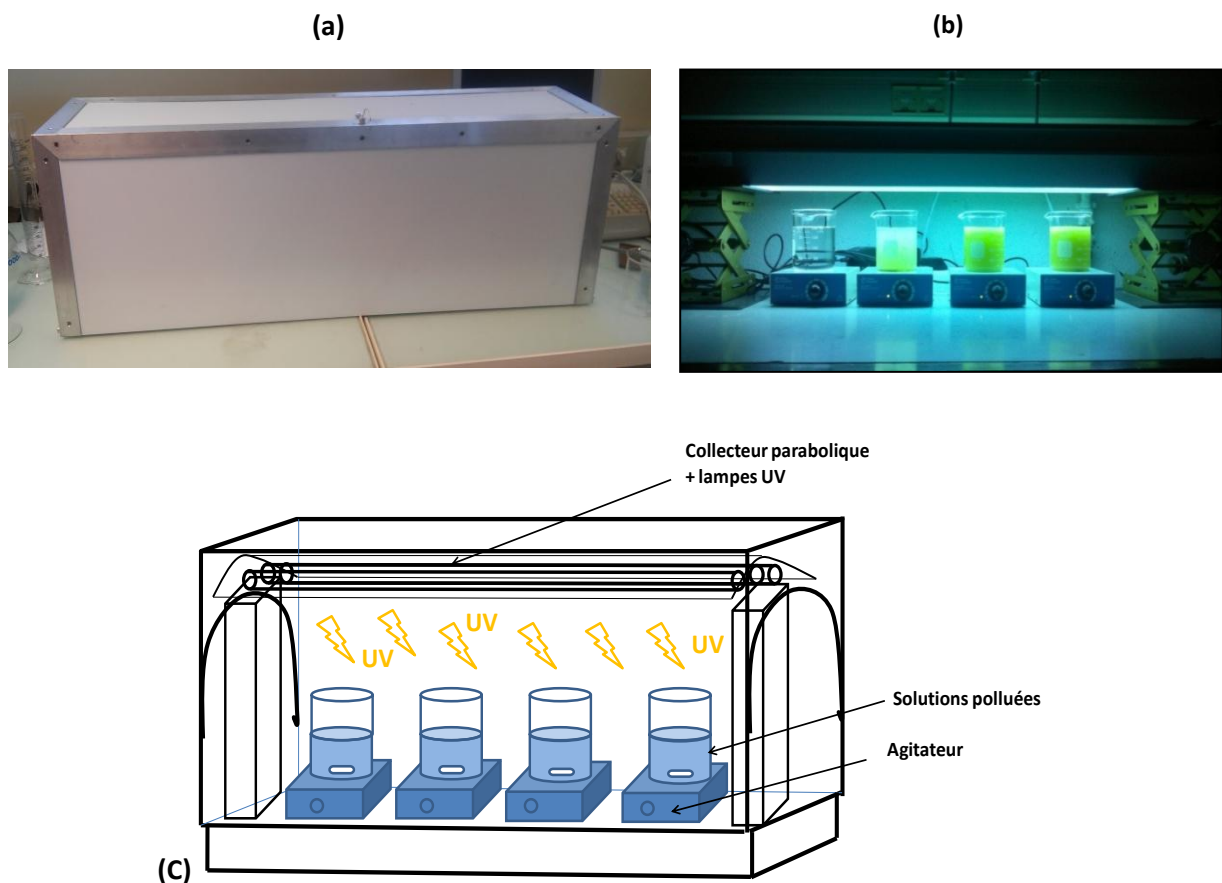 (a)
(b)
Collecteur parabolique
+ lampes UV
UV
UV
UV
Solutions polluées
Agitateur
(C)